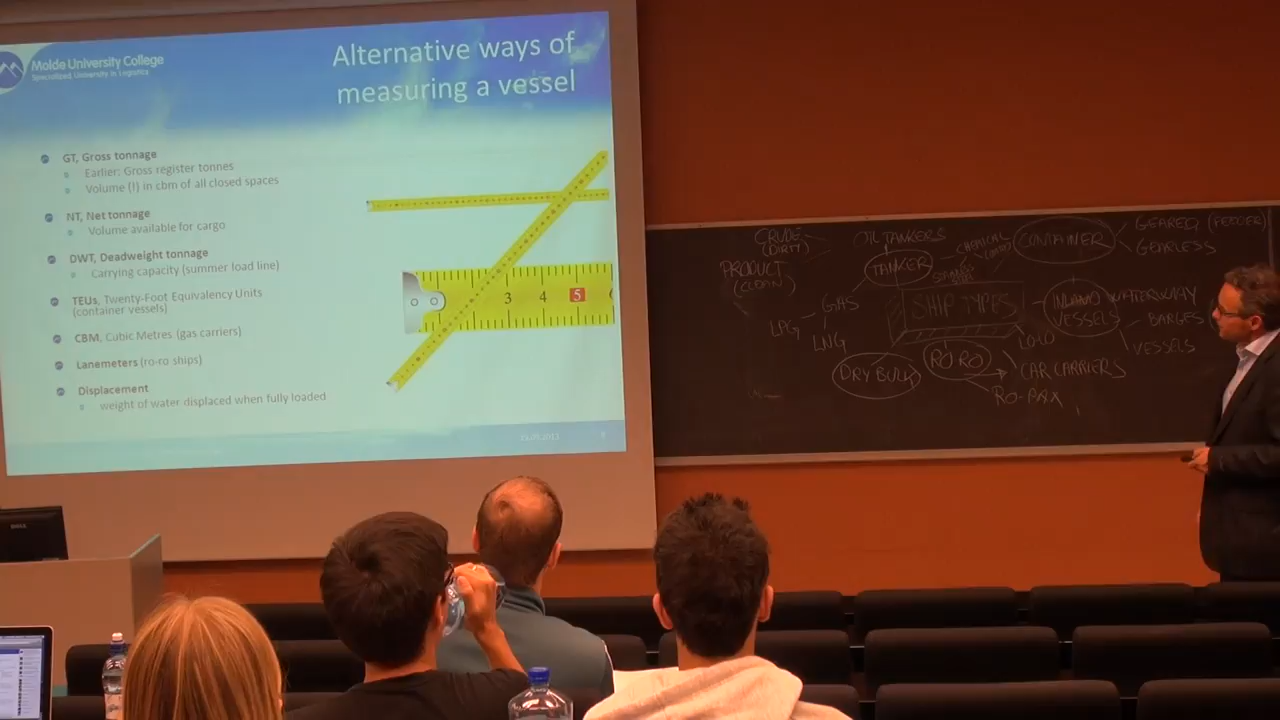 Molde University College
Specialized University in Logistics
Alternative ways of
measuring a vessel
GT, Gross tonnage
Earlier: Gross register tonnes
Volume (!) in cbm of all closed spaces
NT, Net tonnage
Volume available for cargo
DWT, Deadweight tonnage
Carrying capacity (summer load line)
TEUs, Twenty-Foot Equivalency Units
(container vessels)
CBM, Cubic Metres (gas carriers)
Lanemeters (ro-ro ships)
Displacement
weight of water displaced when fully loaded
3 4 5
CRUDE
(DIRTY)
PRODUCT
(CLEAN)
OIL TANKERS
TANKER
CHEMICAL
CONTAINER
GEARED (FEEDER)
GEARLESS
GAS
LPG
LNG
SHIP TYPES
INLAND WATERWAY
VESSELS
BARGES
VESSELS
LOLO
DRY BULK
RO RO
CAR CARRIERS
RO-PAX
DELL